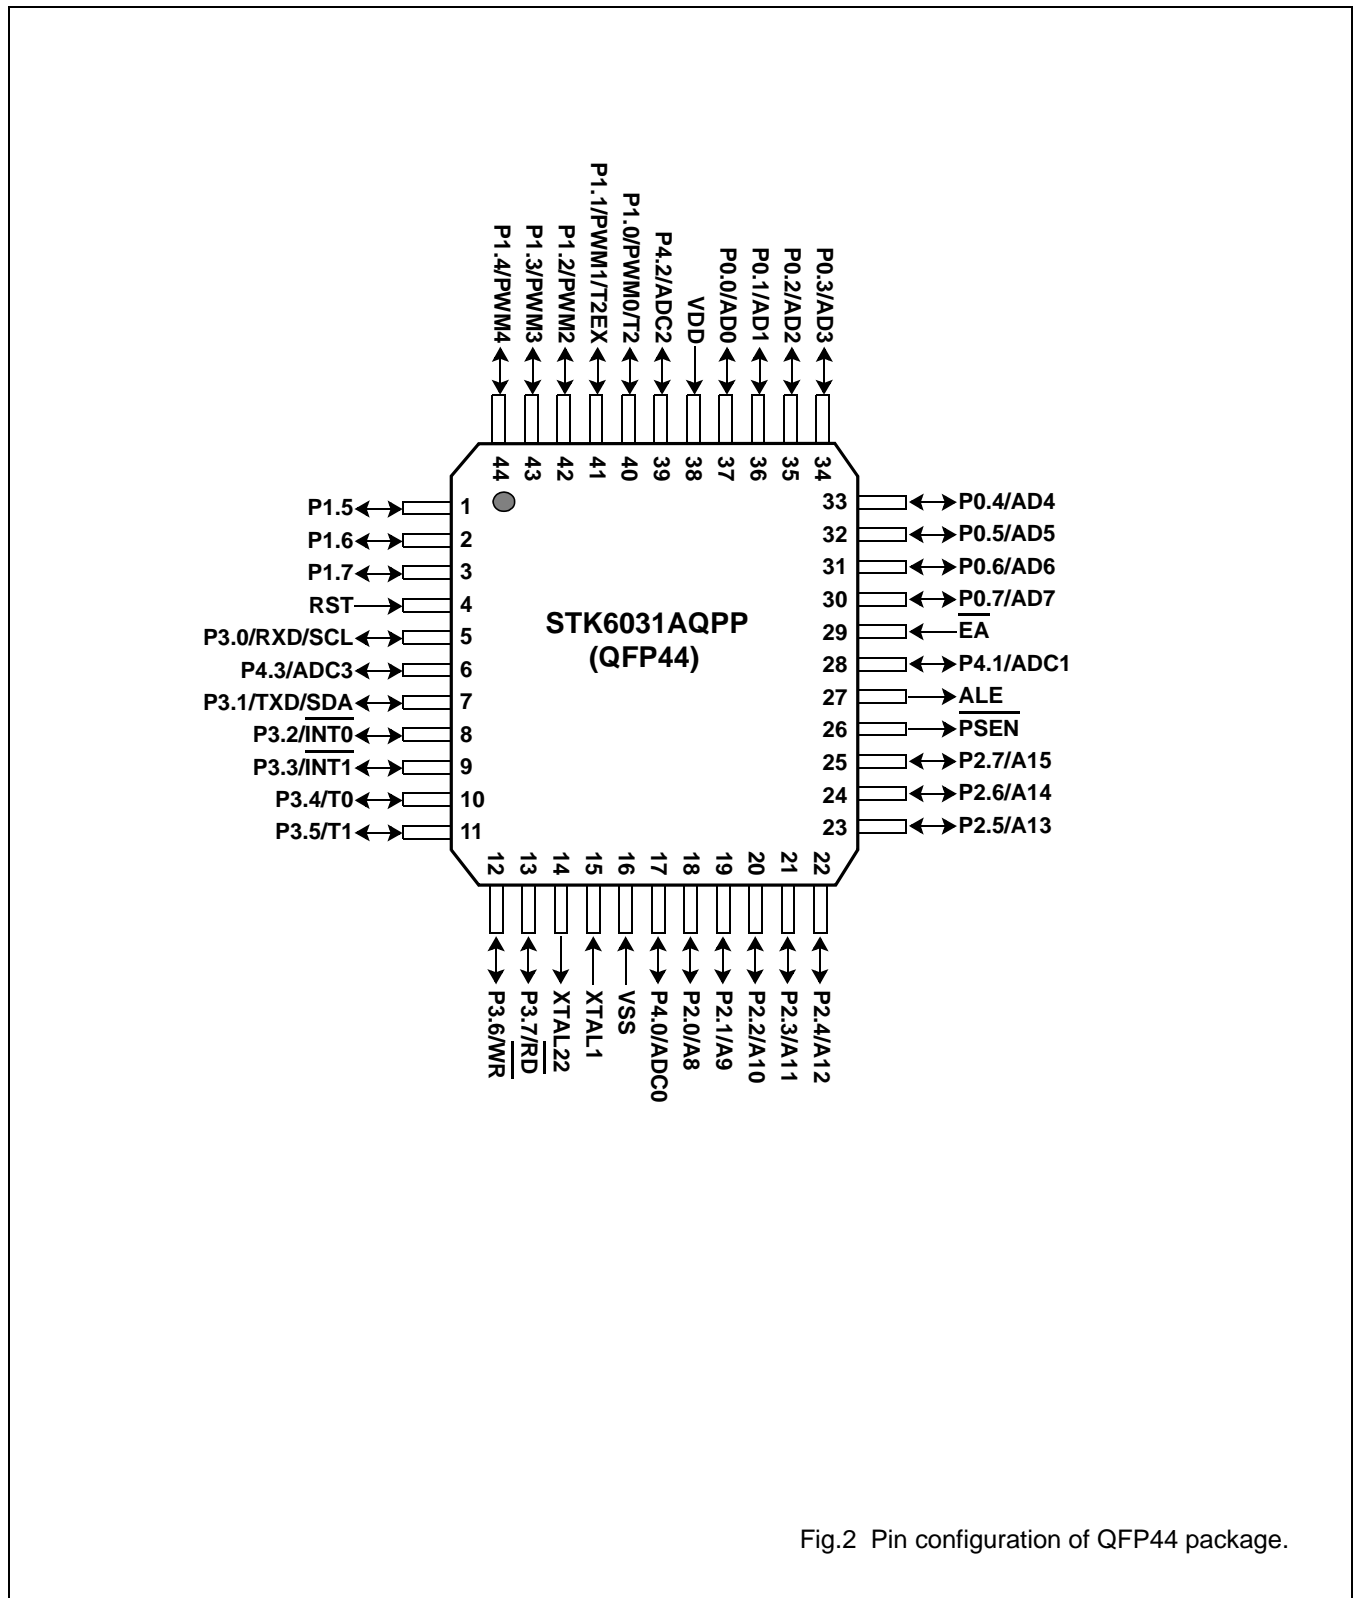 P1.4/PWM4
P1.3/PWM3
P1.2/PWM2
P1.1/PWM1/T2EX
P1.0/PWM0/T2
P4.2/ADC2
VDD
P0.0/AD0
P0.1/AD1
P0.2/AD2
P0.3/AD3
44
43
42
41
40
39
38
37
36
35
34
P1.5 1
P1.6 2
P1.7 3
RST 4
P3.0/RXD/SCL 5
P4.3/ADC3 6
P3.1/TXD/SDA 7
P3.2/INT0 8
P3.3/INT1 9
P3.4/T0 10
P3.5/T1 11
STK6031AQPP
(QFP44)
33 P0.4/AD4
32 P0.5/AD5
31 P0.6/AD6
30 P0.7/AD7
29 EA
28 P4.1/ADC1
27 ALE
26 PSEN
25 P2.7/A15
24 P2.6/A14
23 P2.5/A13
12
13
14
15
16
17
18
19
20
21
22
P3.6/WR
P3.7/RD
XTAL22
XTAL1
VSS
P4.0/ADC0
P2.0/A8
P2.1/A9
P2.2/A10
P2.3/A11
P2.4/A12
Fig.2 Pin configuration of QFP44 package.